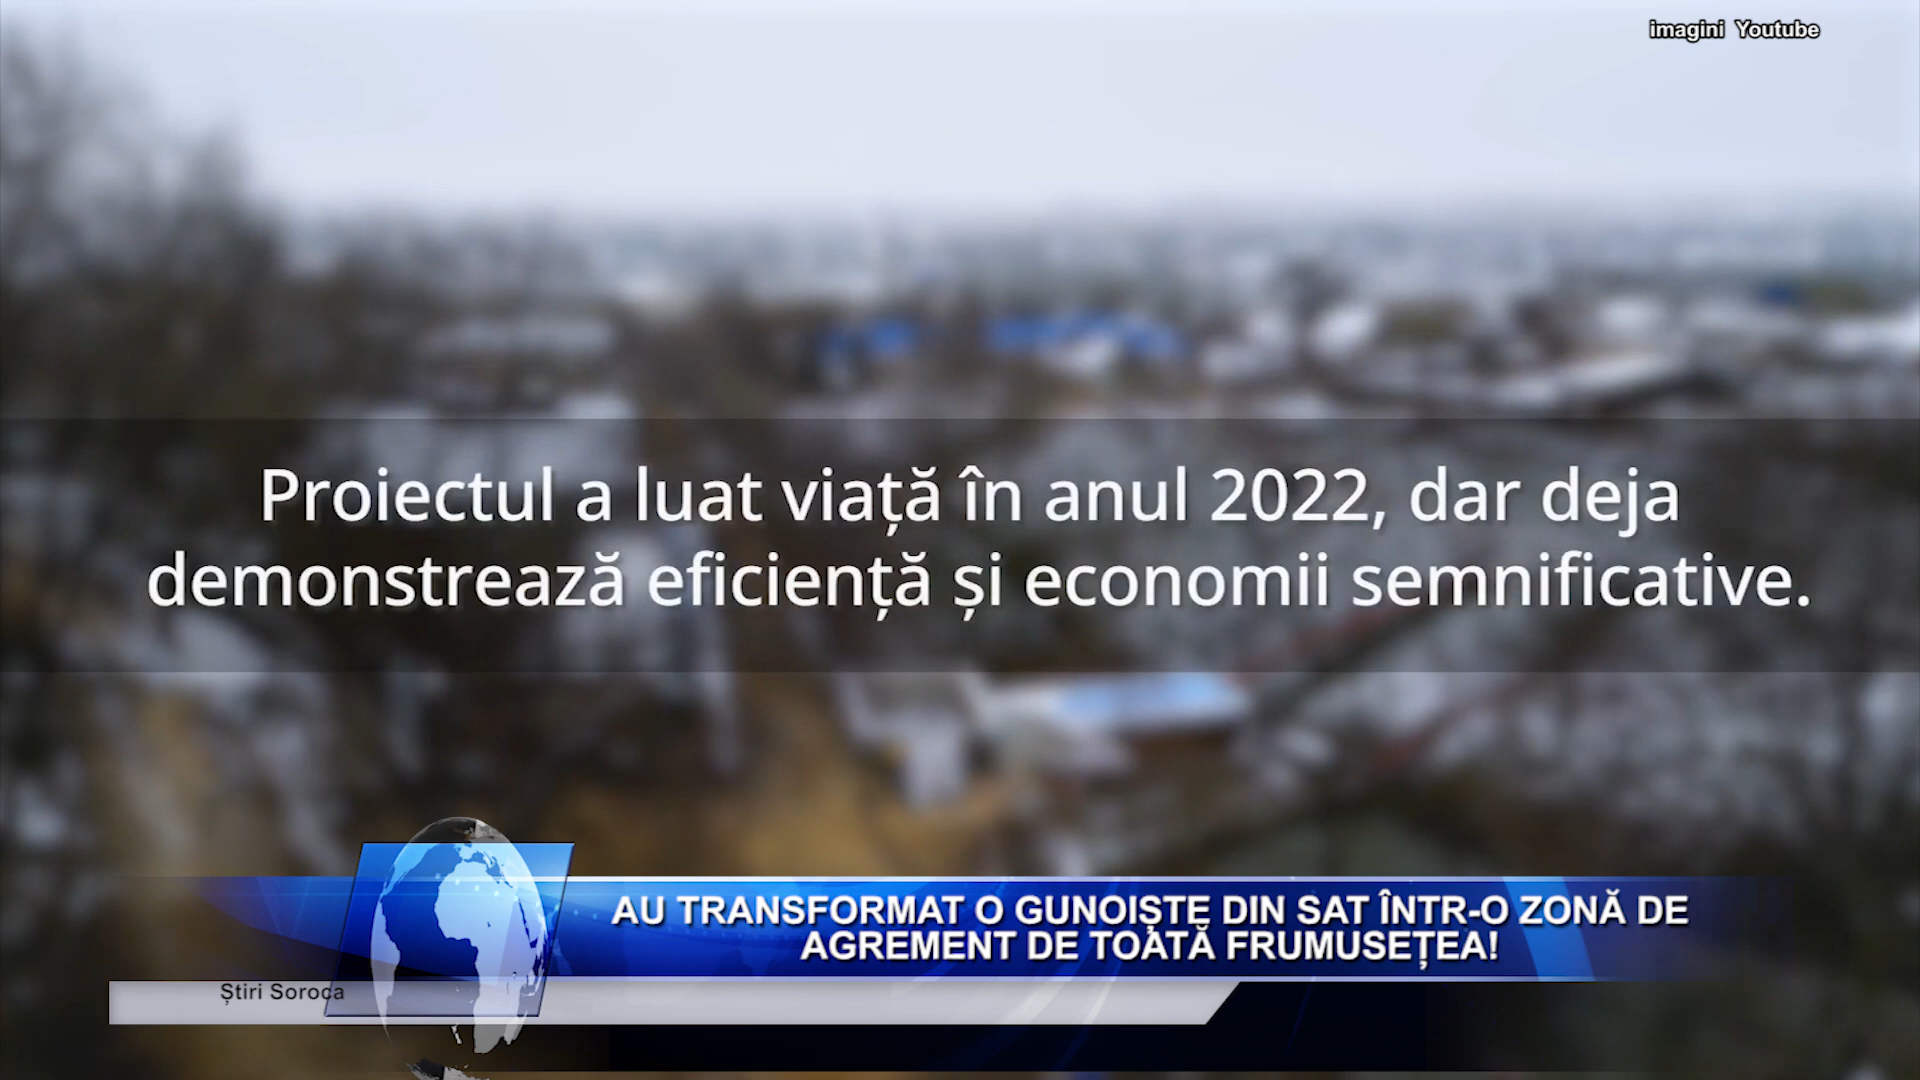 imagini Youtube
Proiectul a luat viață în anul 2022, dar deja
demonstrează eficiență și economii semnificative.
AU TRANSFORMAT O GUNOIȘTE DIN SAT ÎNTR-O ZONĂ DE
AGREMENT DE TOATĂ FRUMUSEȚEA!
Știri Soroca